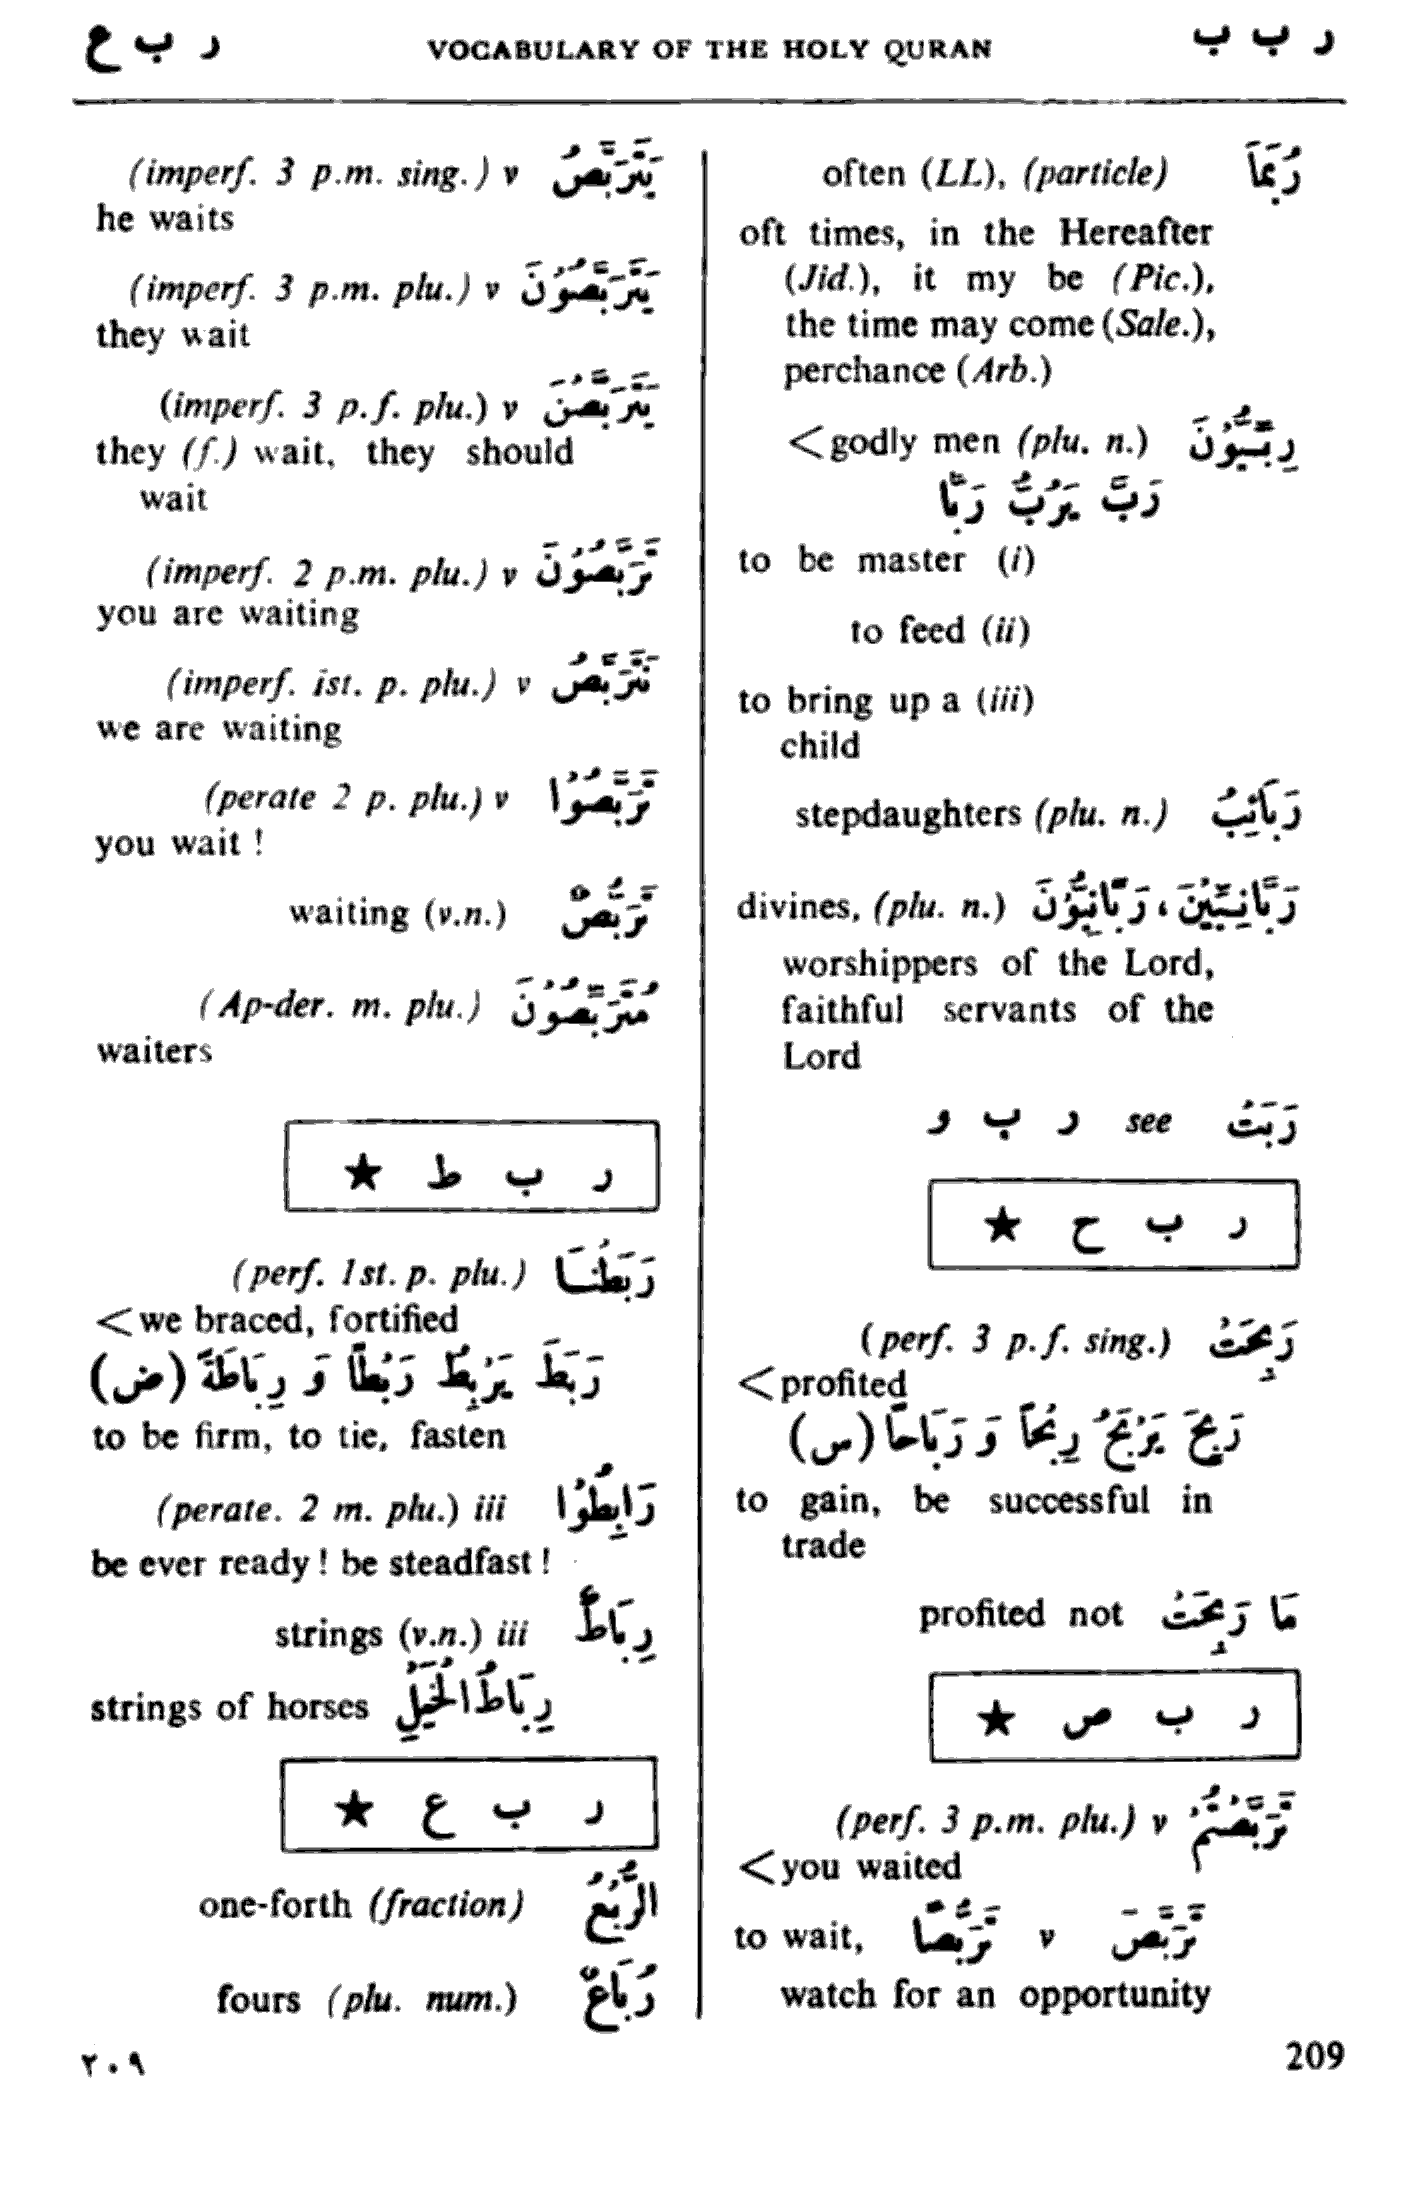 ر ب ع VOCABULARY OF THE HOLY QURAN ر ب ب
often (LL), (particle) رُبَمَا
oft times, in the Hereafter
(Jid.), it my be (Pic.),
the time may come (Sale.),
perchance (Arb.)
<godly men (plu. n.) رِبِّيُّوْنَ
رَبَّ يَرُبُّ رَبًّا
to be master (i)
to feed (ii)
to bring up a (iii)
child
stepdaughters (plu. n.) رَبَائِبُ
divines, (plu. n.) رَبَّانِيِّيْنَ، رَبَّانِيُّوْنَ
worshippers of the Lord,
faithful servants of the
Lord
ر ب و see رَبَتْ
ر ب ح ★
(perf. 3 p.f. sing.) رَبِحَتْ
<profited
رَبِحَ يَرْبَحُ رِبْحًا وَ رَبَاحًا (س)
to gain, be successful in
trade
profited not مَا رَبِحَتْ
ر ب ص ★
(perf. 3 p.m. plu.) v تَرَبَّصْتُمْ
<you waited
to wait, تَرَبُّصًا v تَرَبَّصَ
watch for an opportunity
(imperf. 3 p.m. sing.) v يَتَرَبَّصُ
he waits
(imperf. 3 p.m. plu.) v يَتَرَبَّصُوْنَ
they wait
(imperf. 3 p.f. plu.) v يَتَرَبَّصْنَ
they (f.) wait, they should
wait
(imperf. 2 p.m. plu.) v تَرَبَّصُوْنَ
you are waiting
(imperf. ist. p. plu.) v نَتَرَبَّصُ
we are waiting
(perate 2 p. plu.) v تَرَبَّصُوْا
you wait !
waiting (v.n.) تَرَبُّصٌ
(Ap-der. m. plu.) مُتَرَبِّصُوْنَ
waiters
ر ب ط ★
(perf. 1st. p. plu.) رَبَطْنَا
<we braced, fortified
رَبَطَ يَرْبِطُ رَبْطًا وَ رِبَاطَةً (ض)
to be firm, to tie, fasten
(perate. 2 m. plu.) iii رَابِطُوْا
be ever ready ! be steadfast !
strings (v.n.) iii رِبَاطٌ
strings of horses رِبَاطُ الْخَيْلِ
ر ب ع ★
one-forth (fraction) الرُّبُعُ
fours (plu. num.) رُبَاعٌ
٢٠٩ 209